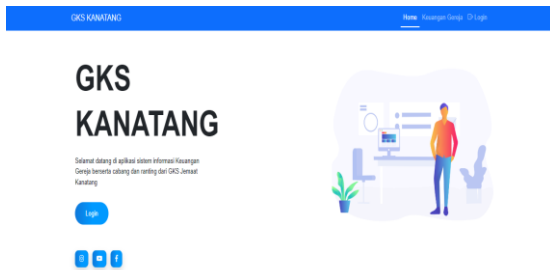 GKS KANATANG
Home Keuangan Gereja Login
GKS
KANATANG
Selamat datang di aplikasi sistem informasi Keuangan
Gereja berserta cabang dan ranting dari GKS Jemaat
Kanatang
Login